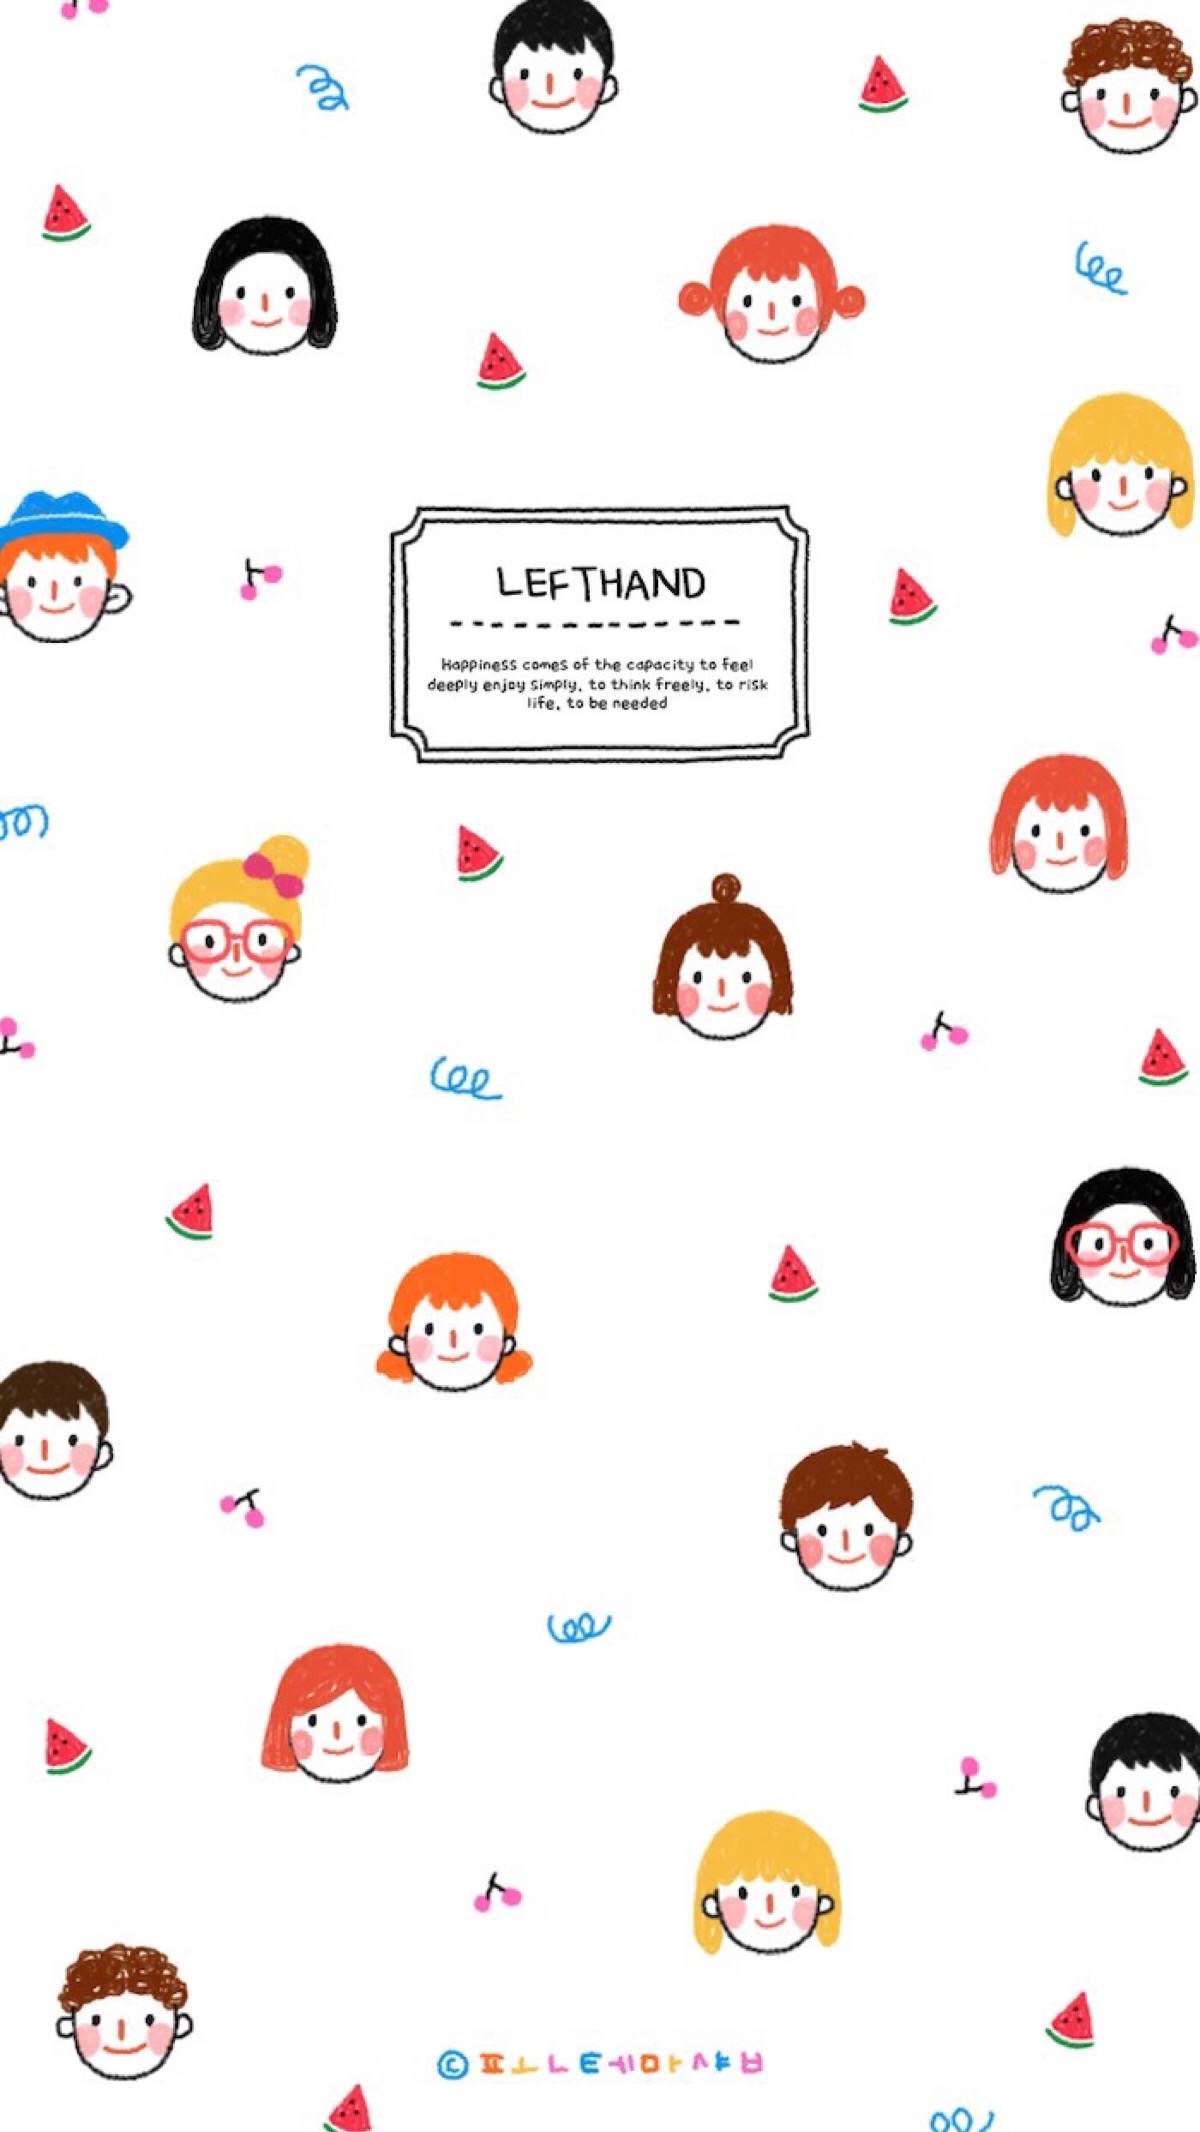 LEFTHAND
Happiness comes of the capacity to feel
deeply enjoy simply, to think freely, to risk
life, to be needed
©ㅍㅗㄴㅌㅔㅁㅏㅅㅑㅂ